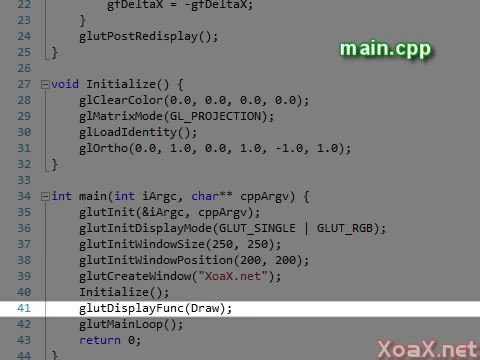 22 gfDeltaX = -gfDeltaX;
23 }
24 glutPostRedisplay();
25 }
main.cpp
26
27 void Initialize() {
28 glClearColor(0.0, 0.0, 0.0, 0.0);
29 glMatrixMode(GL_PROJECTION);
30 glLoadIdentity();
31 glOrtho(0.0, 1.0, 0.0, 1.0, -1.0, 1.0);
32 }
33
34 int main(int iArgc, char** cppArgv) {
35 glutInit(&iArgc, cppArgv);
36 glutInitDisplayMode(GLUT_SINGLE | GLUT_RGB);
37 glutInitWindowSize(250, 250);
38 glutInitWindowPosition(200, 200);
39 glutCreateWindow("XoaX.net");
40 Initialize();
41 glutDisplayFunc(Draw);
42 glutMainLoop();
43 return 0;
44 }
XoaX.net